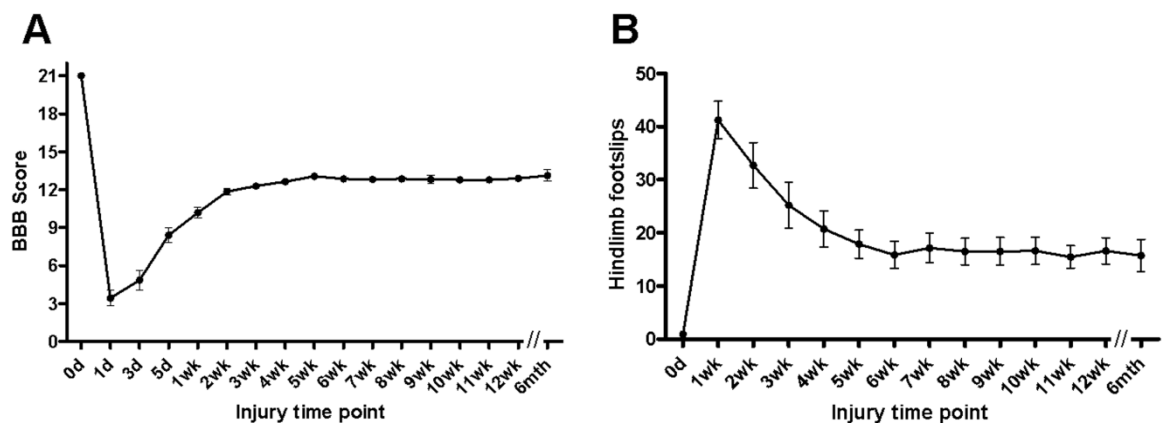 A
BBB Score
21
18
15
12
9
6
3
0
0d 1d 3d 5d 1wk 2wk 3wk 4wk 5wk 6wk 7wk 8wk 9wk 10wk 11wk 12wk // 6mth
Injury time point
B
Hindlimb footslips
50
40
30
20
10
0
0d 1wk 2wk 3wk 4wk 5wk 6wk 7wk 8wk 9wk 10wk 11wk 12wk // 6mth
Injury time point